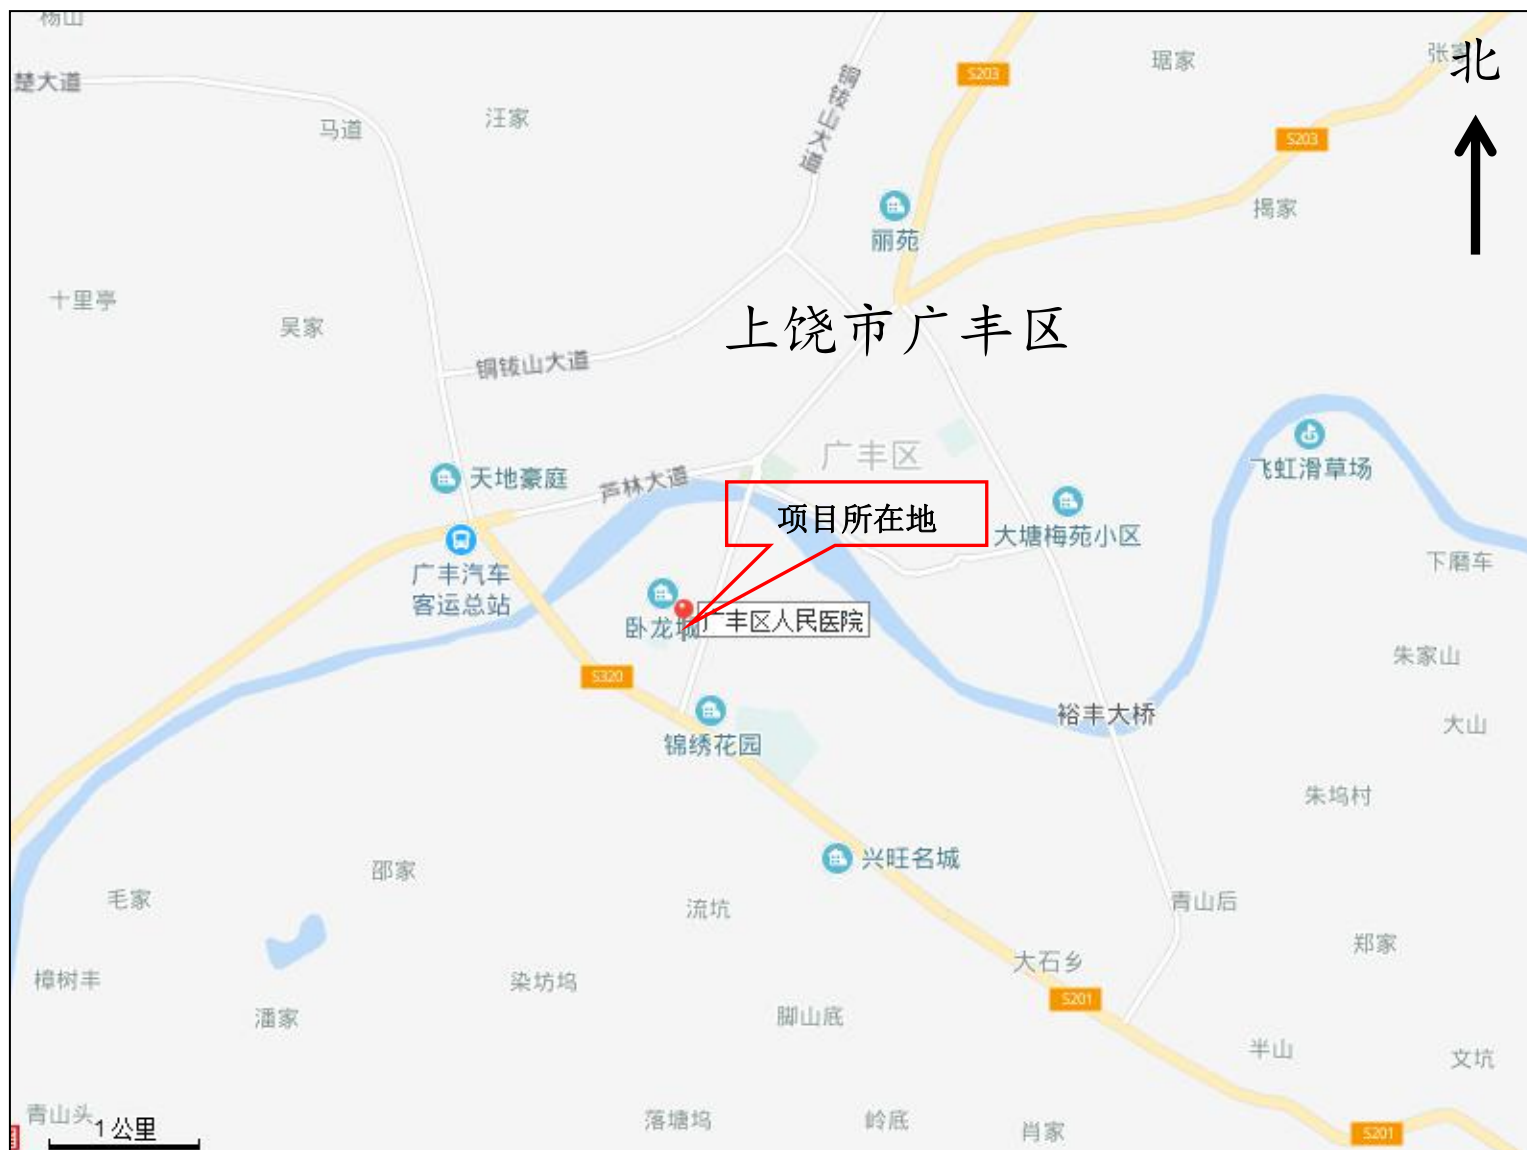 杨山
S203
琚家
张家
北
楚大道
铜钹山大道
马道
汪家
S203
揭家
丽苑
十里亭
吴家
上饶市广丰区
铜钹山大道
广丰区
飞虹滑草场
天地豪庭
芦林大道
项目所在地
大塘梅苑小区
广丰汽车
客运总站
下磨车
卧龙城
广丰区人民医院
朱家山
S320
裕丰大桥
大山
锦绣花园
朱坞村
兴旺名城
邵家
毛家
流坑
青山后
郑家
大石乡
樟树丰
染坊坞
S201
潘家
脚山底
半山
文坑
青山头
1公里
落塘坞
岭底
肖家
S201